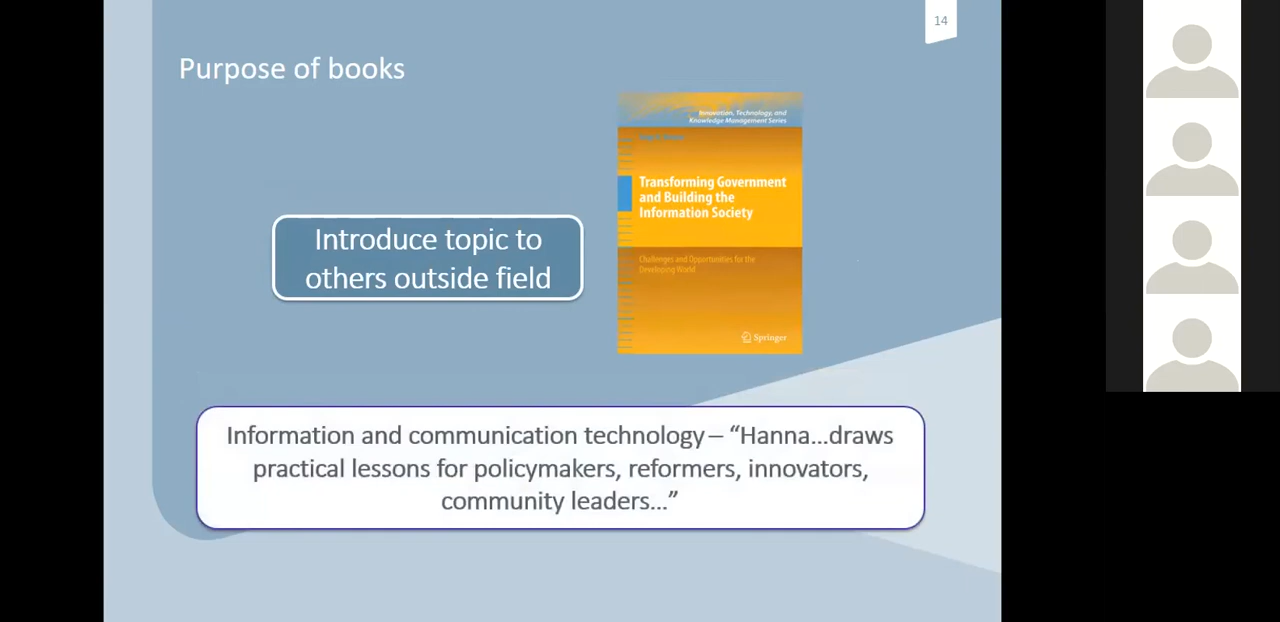 14
Purpose of books
Innovation, Technology, and
Knowledge Management Series
Transforming Government
and Building the
Information Society
Challenges and Opportunities for the
Developing World
Springer
Introduce topic to
others outside field
Information and communication technology – “Hanna...draws
practical lessons for policymakers, reformers, innovators,
community leaders...”